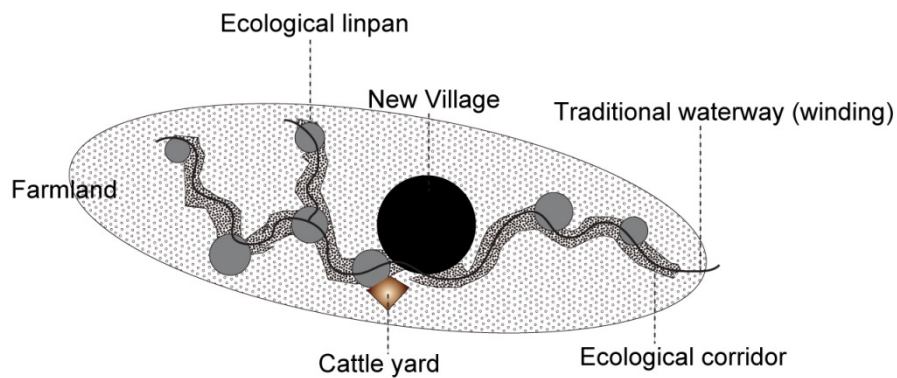 Ecological linpan
New Village
Traditional waterway (winding)
Farmland
Cattle yard
Ecological corridor